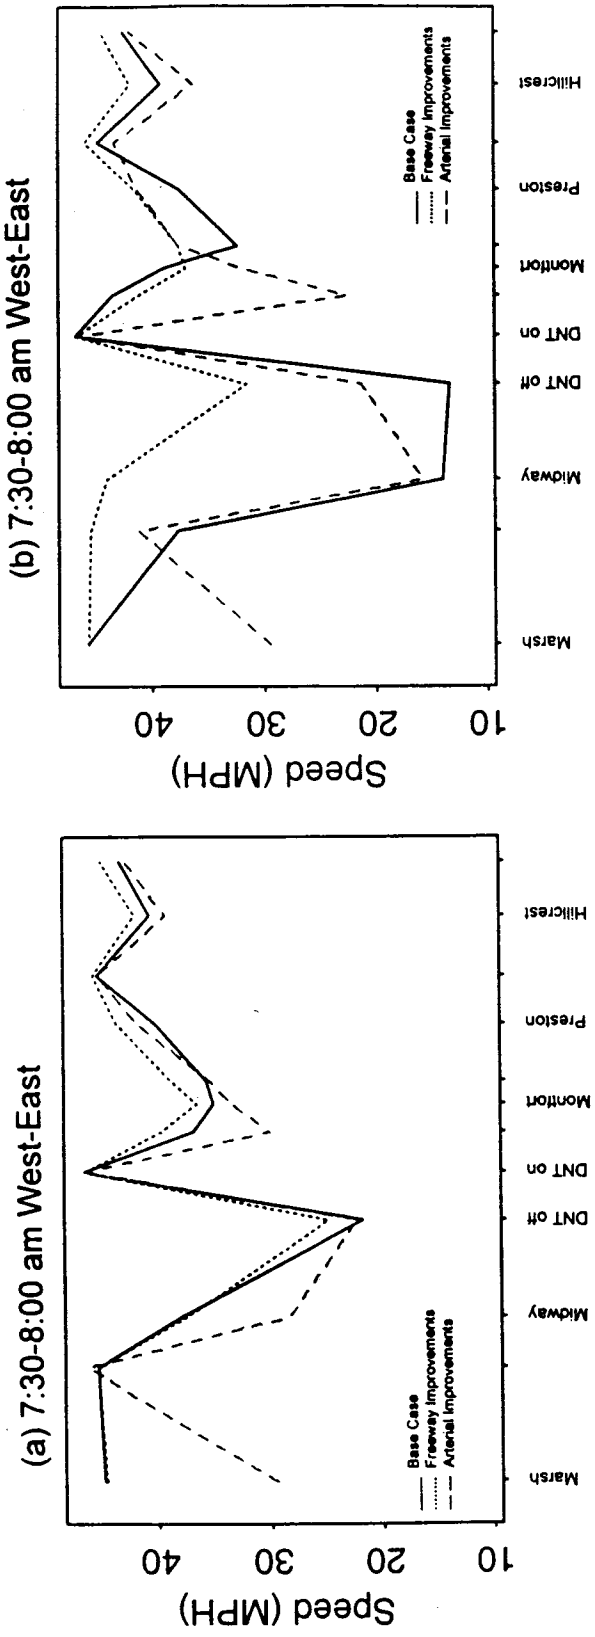 (a) 7:30-8:00 am West-East
Speed (MPH)
40
30
20
10
Base Case
Freeway Improvements
Arterial Improvements
Marsh
Midway
DNT off
DNT on
Montfort
Preston
Hillcrest
(b) 7:30-8:00 am West-East
Speed (MPH)
40
30
20
10
Base Case
Freeway Improvements
Arterial Improvements
Marsh
Midway
DNT off
DNT on
Montfort
Preston
Hillcrest